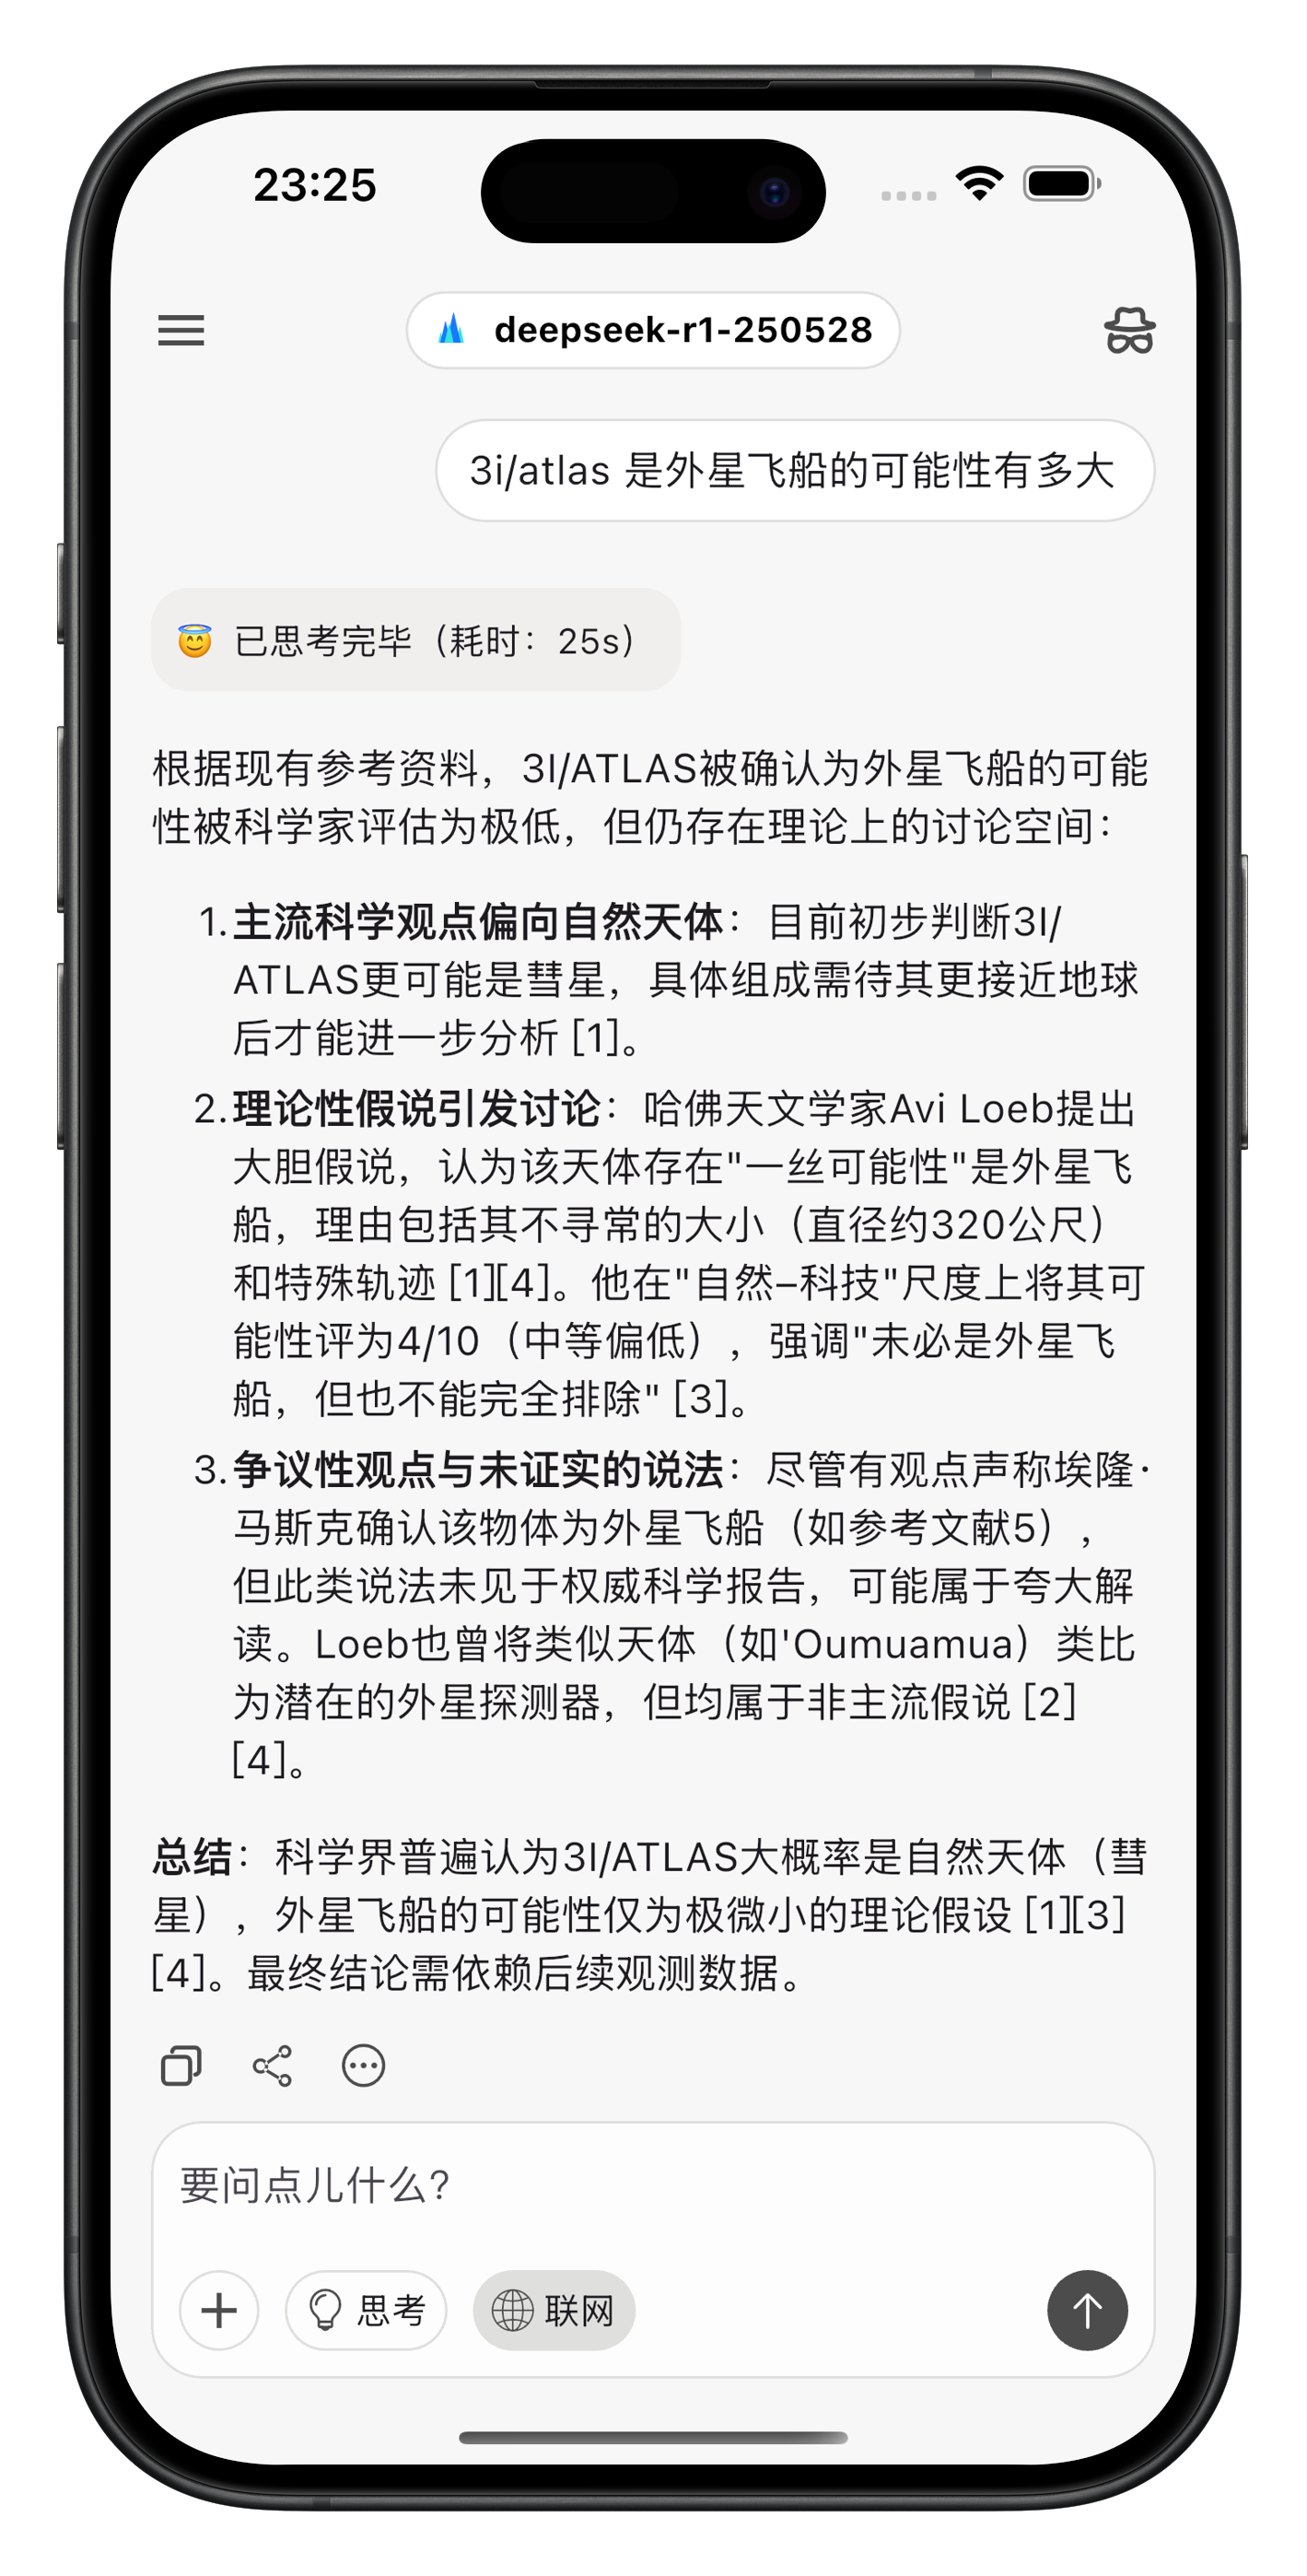 23:25
deepseek-r1-250528
3i/atlas 是外星飞船的可能性有多大
已思考完毕（耗时：25s）
根据现有参考资料，3I/ATLAS被确认为外星飞船的可能
性被科学家评估为极低，但仍存在理论上的讨论空间：
1. 主流科学观点偏向自然天体：目前初步判断3I/
ATLAS更可能是彗星，具体组成需待其更接近地球
后才能进一步分析 [1]。
2. 理论性假说引发讨论：哈佛天文学家Avi Loeb提出
大胆假说，认为该天体存在"一丝可能性"是外星飞
船，理由包括其不寻常的大小（直径约320公尺）
和特殊轨迹 [1][4]。他在"自然–科技"尺度上将其可
能性评为4/10（中等偏低），强调"未必是外星飞
船，但也不能完全排除" [3]。
3. 争议性观点与未证实的说法：尽管有观点声称埃隆·
马斯克确认该物体为外星飞船（如参考文献5），
但此类说法未见于权威科学报告，可能属于夸大解
读。Loeb也曾将类似天体（如'Oumuamua）类比
为潜在的外星探测器，但均属于非主流假说 [2]
[4]。
总结：科学界普遍认为3I/ATLAS大概率是自然天体（彗
星），外星飞船的可能性仅为极微小的理论假设 [1][3]
[4]。最终结论需依赖后续观测数据。
要问点儿什么?
思考 联网